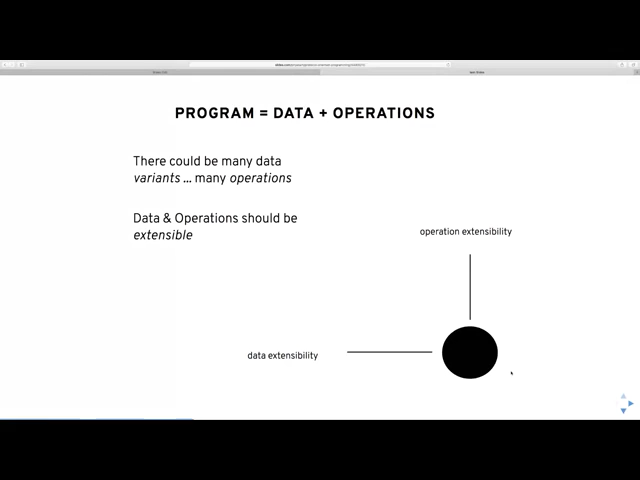 PROGRAM = DATA + OPERATIONS
There could be many data
variants ... many operations
Data & Operations should be
extensible
operation extensibility
data extensibility